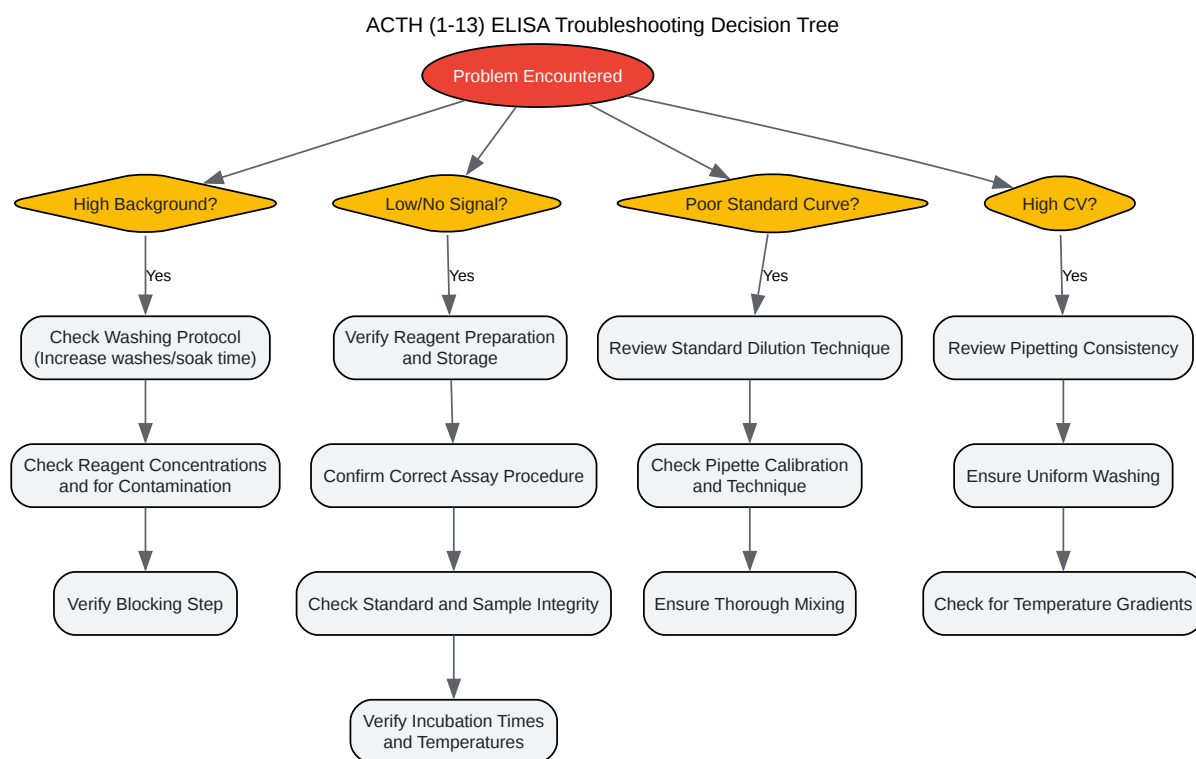 ACTH (1-13) ELISA Troubleshooting Decision Tree
Problem Encountered
High Background?
Low/No Signal?
Poor Standard Curve?
High CV?
Yes
Yes
Yes
Yes
Check Washing Protocol
(Increase washes/soak time)
Verify Reagent Preparation
and Storage
Review Standard Dilution Technique
Review Pipetting Consistency
Check Reagent Concentrations
and for Contamination
Confirm Correct Assay Procedure
Check Pipette Calibration
and Technique
Ensure Uniform Washing
Verify Blocking Step
Check Standard and Sample Integrity
Ensure Thorough Mixing
Check for Temperature Gradients
Verify Incubation Times
and Temperatures